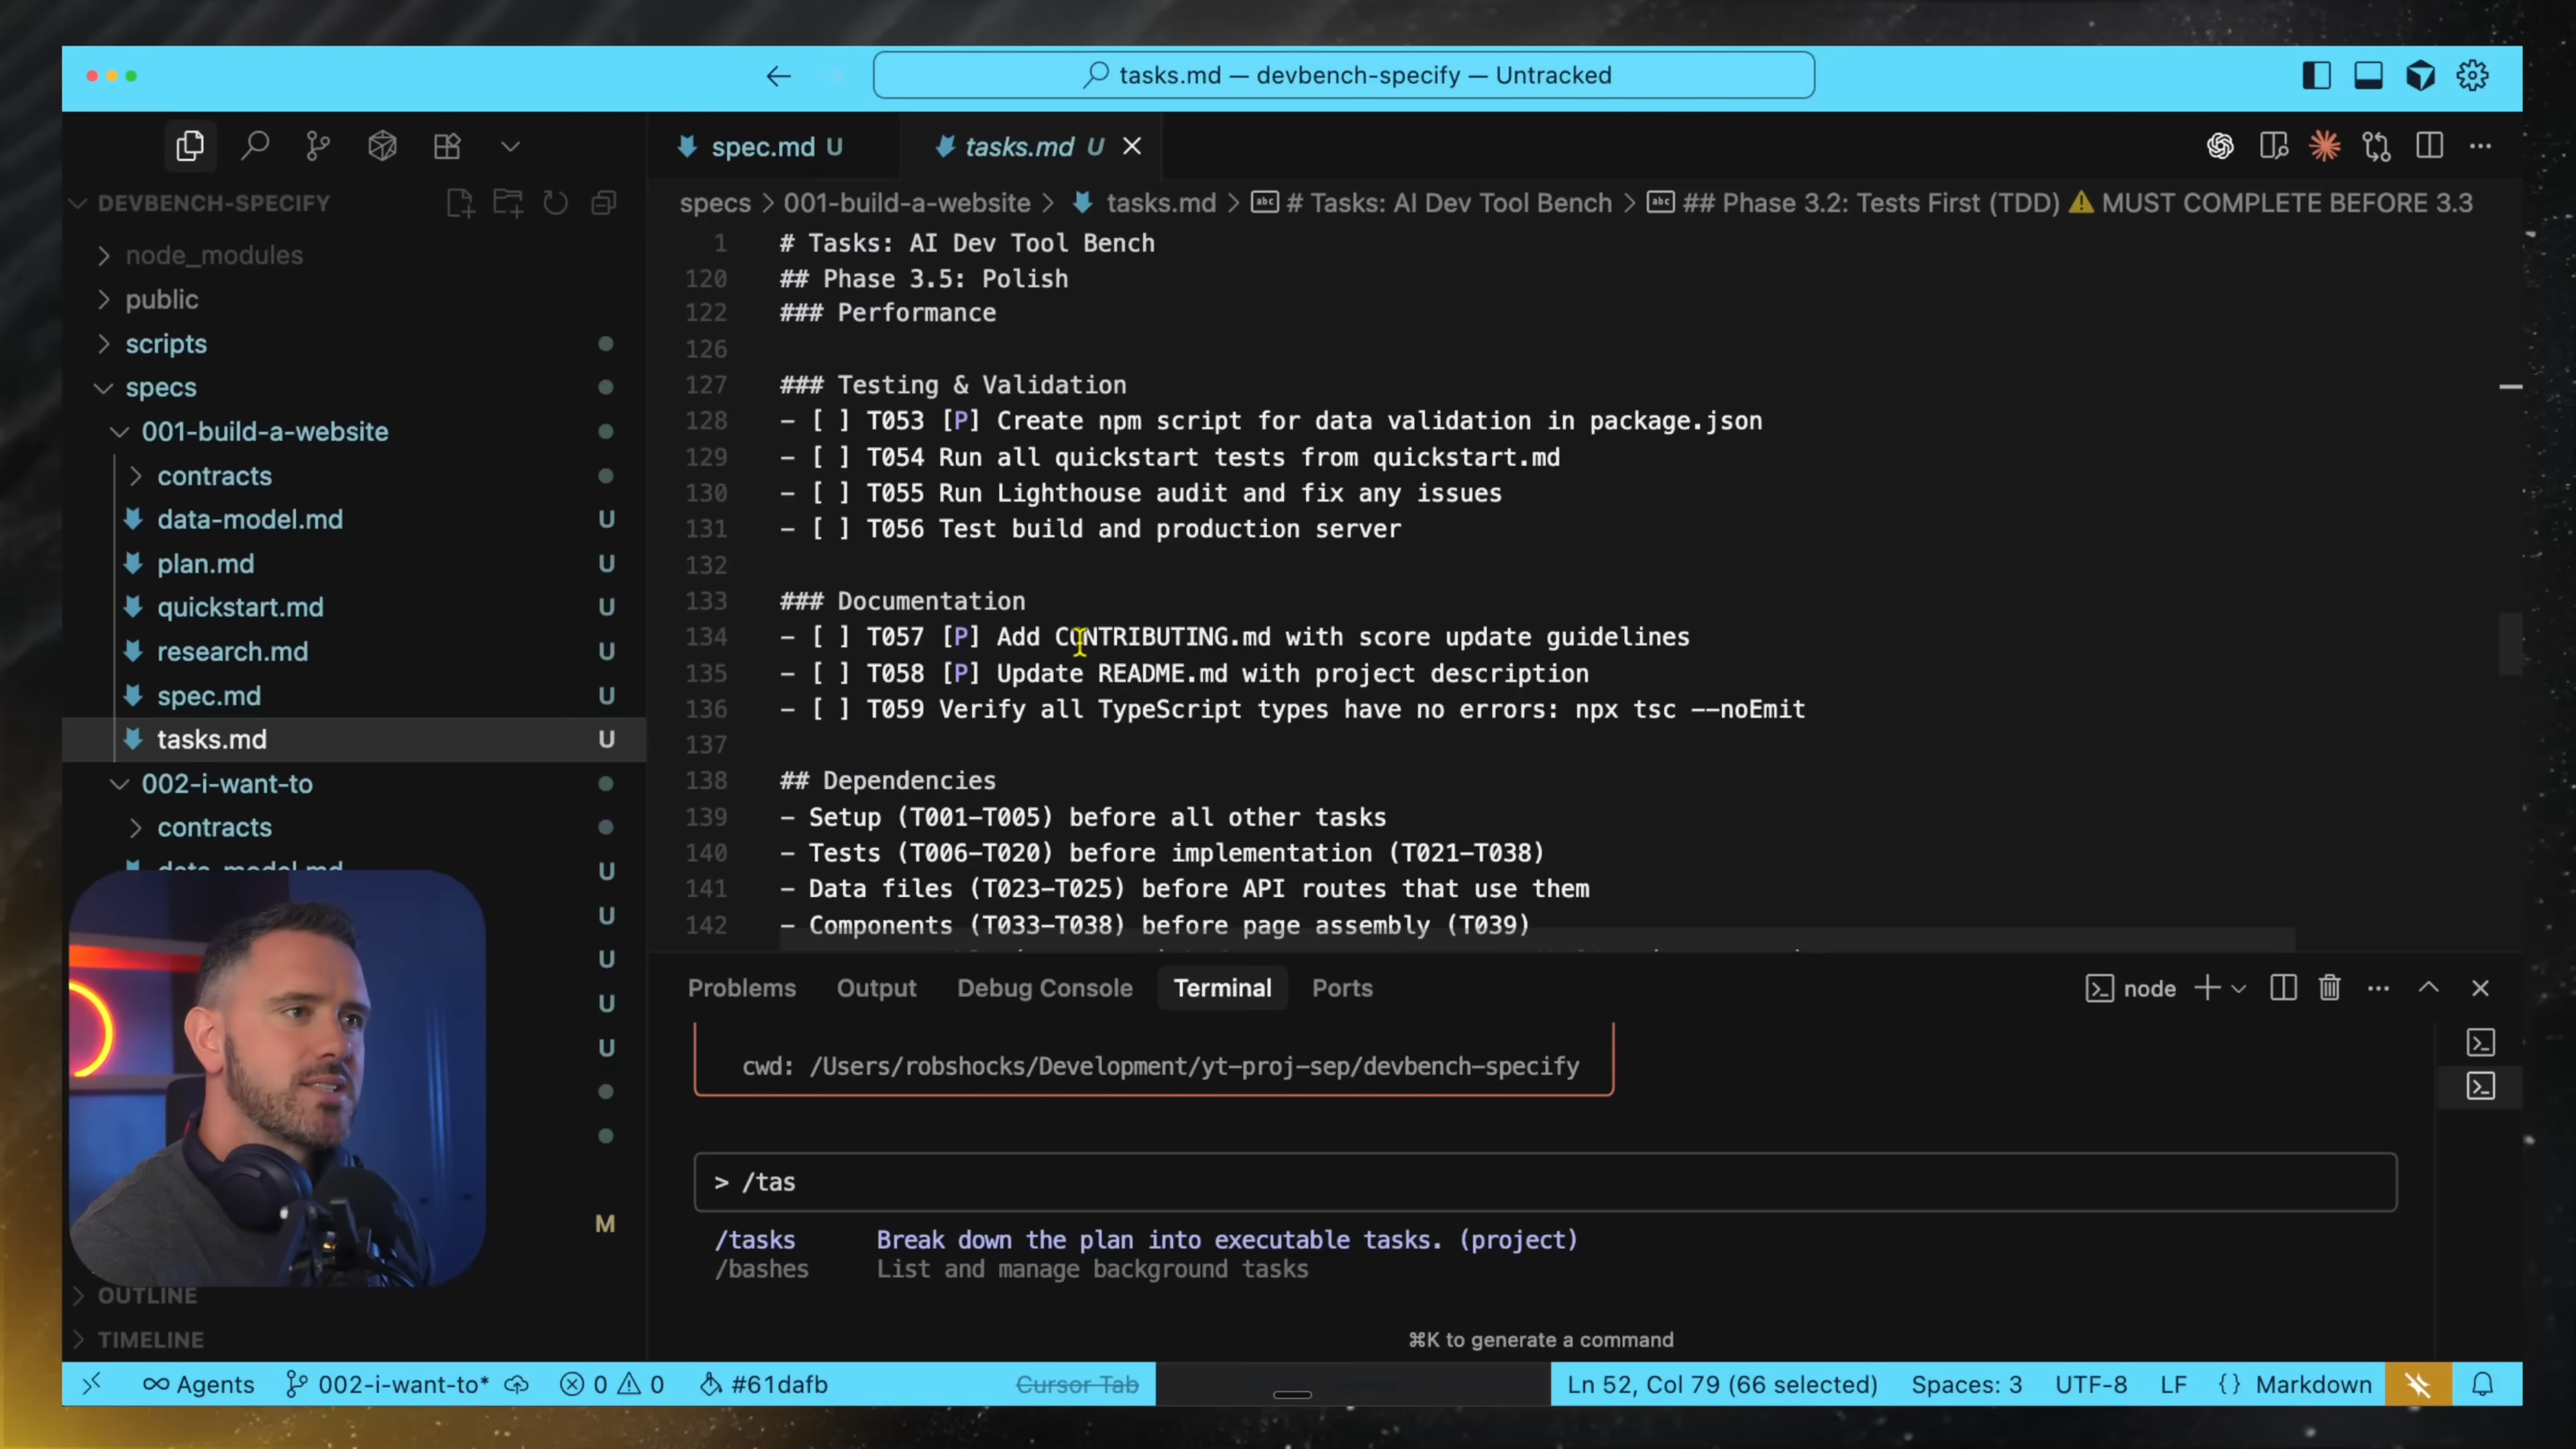 tasks.md — devbench-specify — Untracked
DEVBENCH-SPECIFY
node_modules
public
scripts
specs
001-build-a-website
contracts
data-model.md U
plan.md U
quickstart.md U
research.md U
spec.md U
tasks.md U
002-i-want-to
contracts
data-model.md U
U
U
U
U
M
OUTLINE
TIMELINE
spec.md U
tasks.md U
specs > 001-build-a-website > tasks.md > # Tasks: AI Dev Tool Bench > ## Phase 3.2: Tests First (TDD) ⚠ MUST COMPLETE BEFORE 3.3
1 # Tasks: AI Dev Tool Bench
120 ## Phase 3.5: Polish
122 ### Performance
126
127 ### Testing & Validation
128 - [ ] T053 [P] Create npm script for data validation in package.json
129 - [ ] T054 Run all quickstart tests from quickstart.md
130 - [ ] T055 Run Lighthouse audit and fix any issues
131 - [ ] T056 Test build and production server
132
133 ### Documentation
134 - [ ] T057 [P] Add CONTRIBUTING.md with score update guidelines
135 - [ ] T058 [P] Update README.md with project description
136 - [ ] T059 Verify all TypeScript types have no errors: npx tsc --noEmit
137
138 ## Dependencies
139 - Setup (T001-T005) before all other tasks
140 - Tests (T006-T020) before implementation (T021-T038)
141 - Data files (T023-T025) before API routes that use them
142 - Components (T033-T038) before page assembly (T039)
Problems Output Debug Console Terminal Ports
node
cwd: /Users/robshocks/Development/yt-proj-sep/devbench-specify
> /tas
/tasks Break down the plan into executable tasks. (project)
/bashes List and manage background tasks
⌘K to generate a command
Agents 002-i-want-to* 0 0 #61dafb Cursor Tab Ln 52, Col 79 (66 selected) Spaces: 3 UTF-8 LF {} Markdown